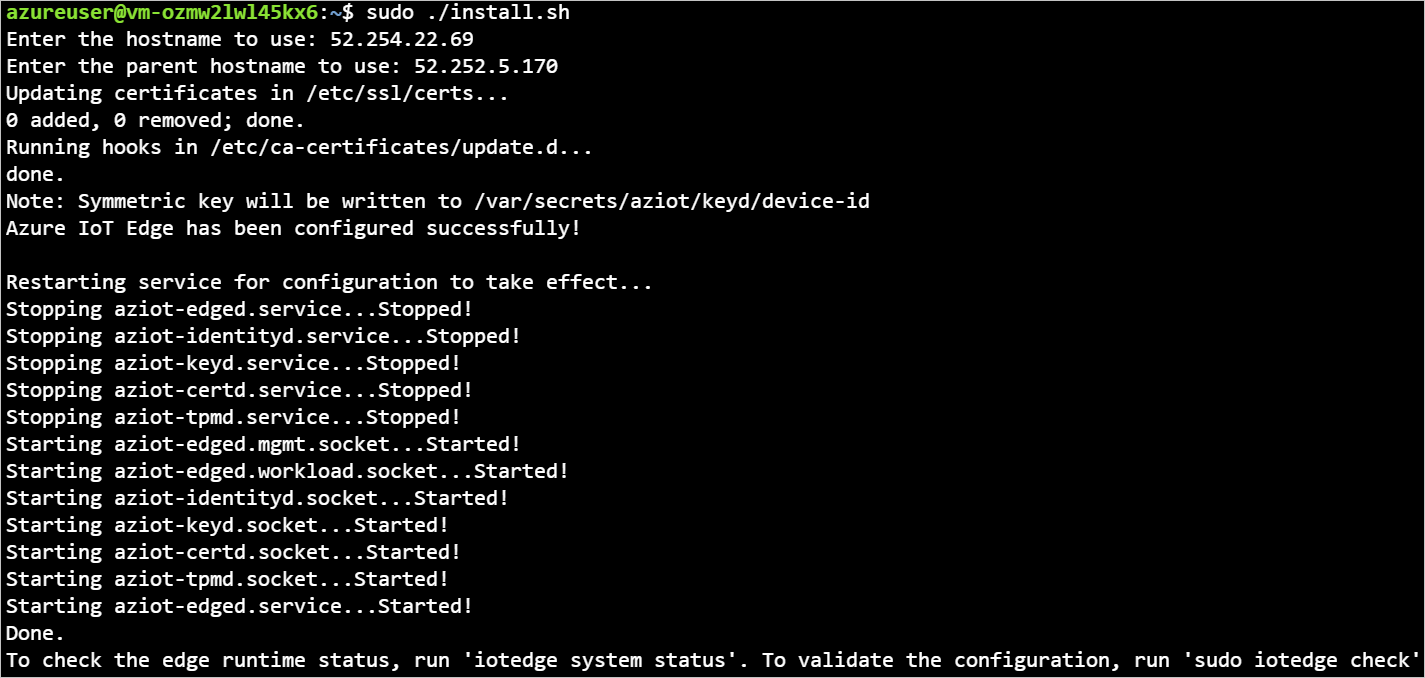 azureuser@vm-ozmw2lwl45kx6:~$ sudo ./install.sh
Enter the hostname to use: 52.254.22.69
Enter the parent hostname to use: 52.252.5.170
Updating certificates in /etc/ssl/certs...
0 added, 0 removed; done.
Running hooks in /etc/ca-certificates/update.d...
done.
Note: Symmetric key will be written to /var/secrets/aziot/keyd/device-id
Azure IoT Edge has been configured successfully!
Restarting service for configuration to take effect...
Stopping aziot-edged.service...Stopped!
Stopping aziot-identityd.service...Stopped!
Stopping aziot-keyd.service...Stopped!
Stopping aziot-certd.service...Stopped!
Stopping aziot-tpmd.service...Stopped!
Starting aziot-edged.mgmt.socket...Started!
Starting aziot-edged.workload.socket...Started!
Starting aziot-identityd.socket...Started!
Starting aziot-keyd.socket...Started!
Starting aziot-certd.socket...Started!
Starting aziot-tpmd.socket...Started!
Starting aziot-edged.service...Started!
Done.
To check the edge runtime status, run 'iotedge system status'. To validate the configuration, run 'sudo iotedge check'